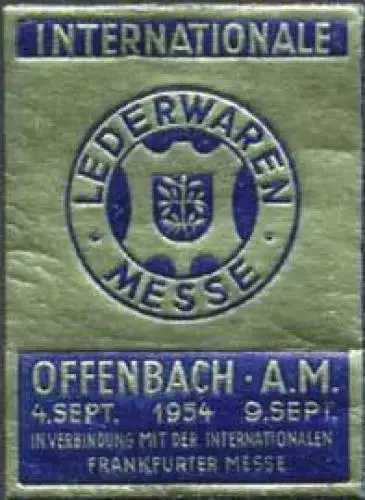 INTERNATIONALE
LEDERWAREN
MESSE
OFFENBACH · A.M.
4.SEPT. 1954 9.SEPT.
IN VERBINDUNG MIT DER INTERNATIONALEN
FRANKFURTER MESSE